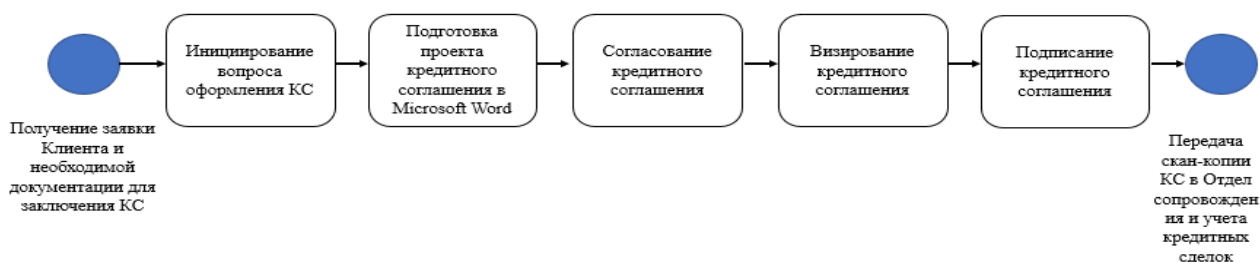 Получение заявки
Клиента и
необходимой
документации для
заключения КС
Инициирование
вопроса
оформления КС
Подготовка
проекта
кредитного
соглашения в
Microsoft Word
Согласование
кредитного
соглашения
Визирование
кредитного
соглашения
Подписание
кредитного
соглашения
Передача
скан-копии
КС в Отдел
сопровожден
ия и учета
кредитных
сделок